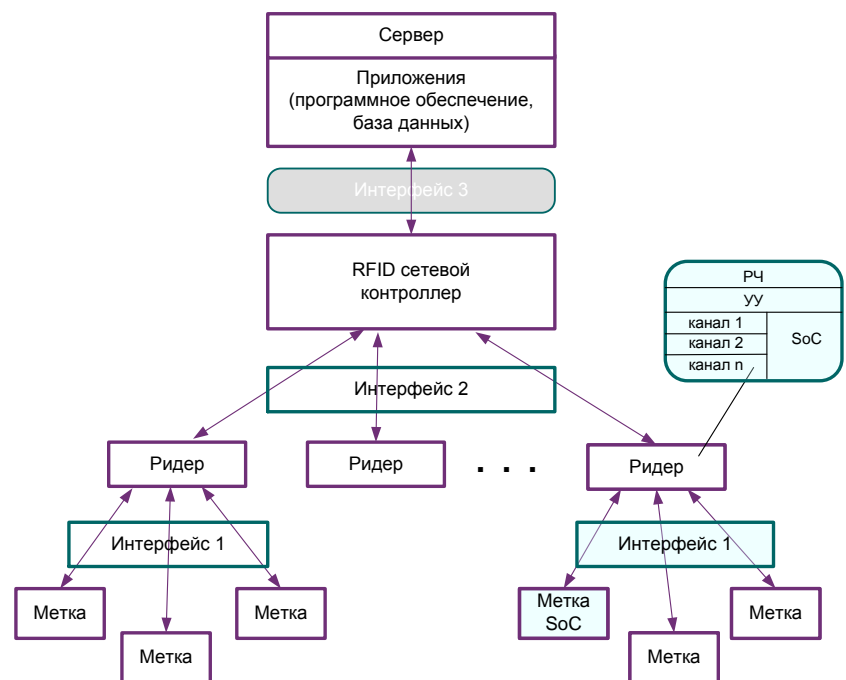 Сервер
Приложения
(программное обеспечение,
база данных)
Интерфейс 3
RFID сетевой
контроллер
РЧ
УУ
канал 1
канал 2
канал n
SoC
Интерфейс 2
Ридер
Ридер
. . .
Ридер
Интерфейс 1
Интерфейс 1
Метка
Метка
Метка
Метка
SoC
Метка
Метка